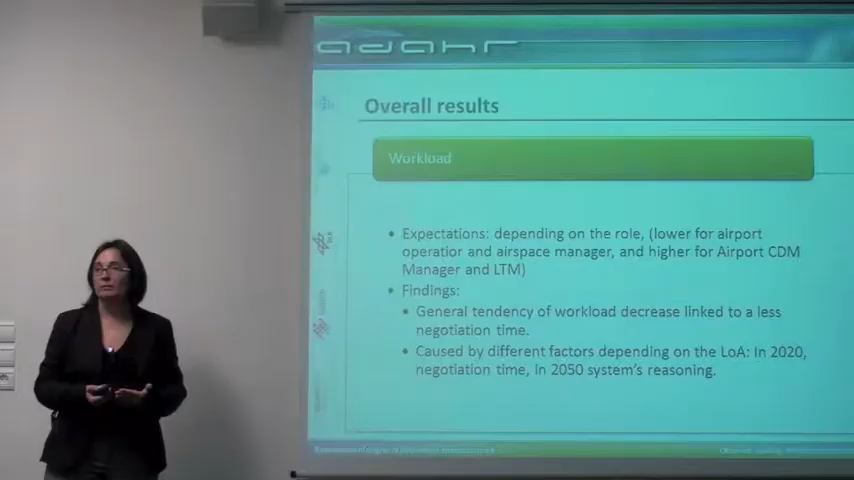 adahr
Overall results
Workload
• Expectations: depending on the role, (lower for airport
operatior and airspace manager, and higher for Airport CDM
Manager and LTM)
• Findings:
• General tendency of workload decrease linked to a less
negotiation time.
• Caused by different factors depending on the LoA: In 2020,
negotiation time, in 2050 system's reasoning.